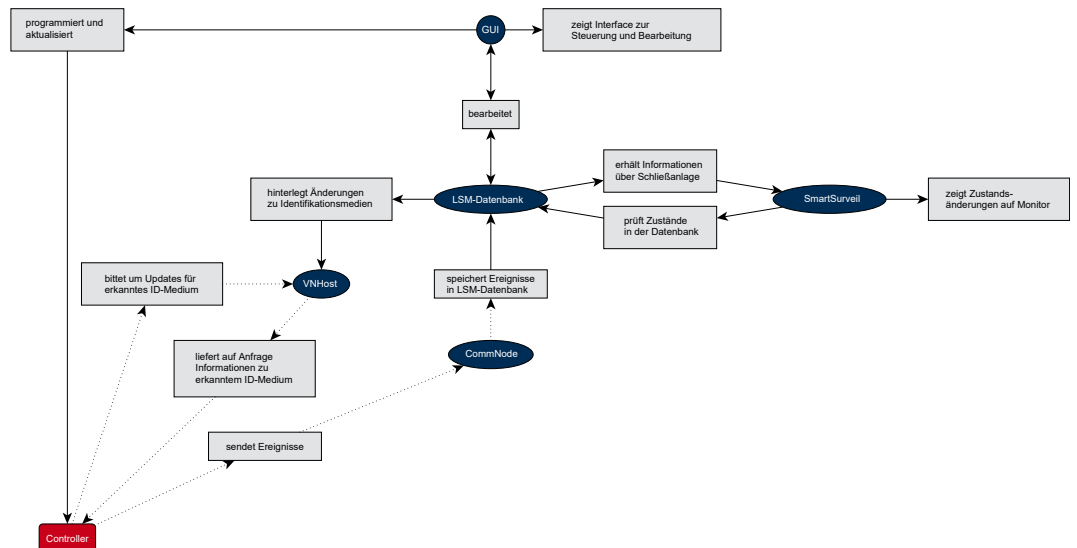 programmiert und
aktualisiert
GUI
zeigt Interface zur
Steuerung und Bearbeitung
bearbeitet
erhält Informationen
über Schließanlage
hinterlegt Änderungen
zu Identifikationsmedien
LSM-Datenbank
SmartSurveil
zeigt Zustands-
änderungen auf Monitor
prüft Zustände
in der Datenbank
bittet um Updates für
erkanntes ID-Medium
VNHost
speichert Ereignisse
in LSM-Datenbank
liefert auf Anfrage
Informationen zu
erkanntem ID-Medium
CommNode
sendet Ereignisse
Controller